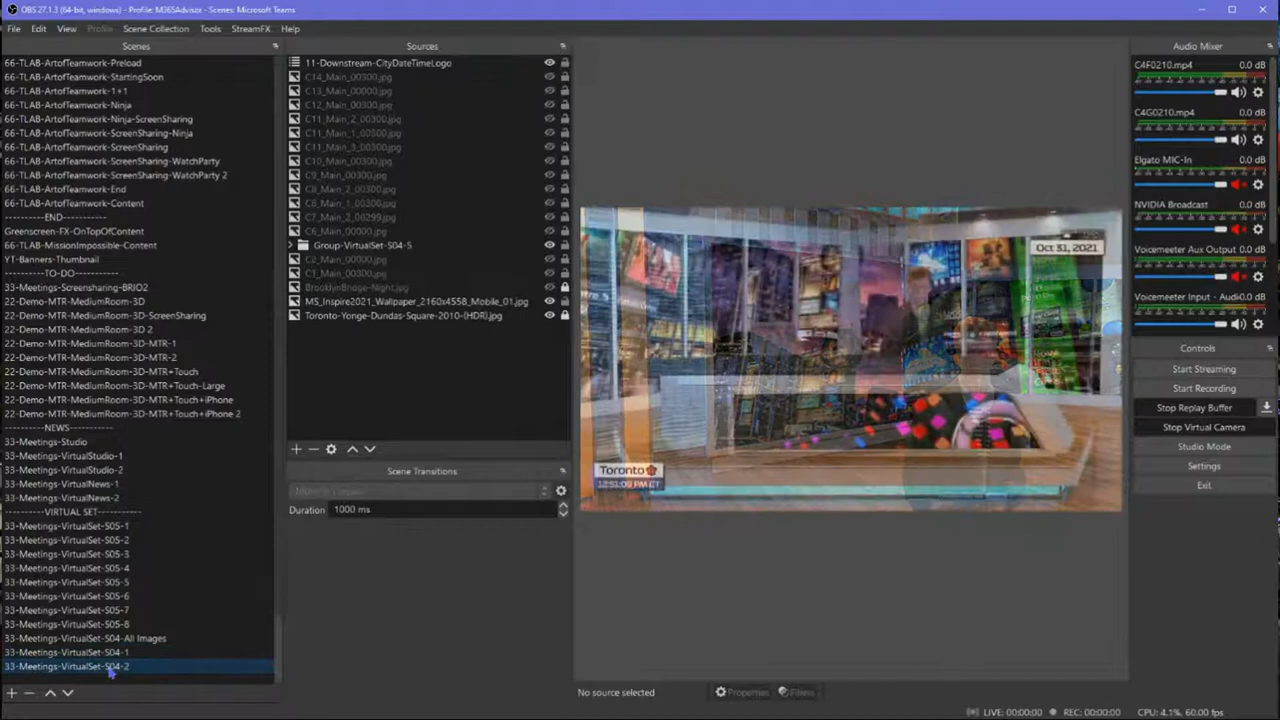 OBS 27.1.3 (64-bit, windows) - Profile: M365Advisor - Scenes: Microsoft Teams
File Edit View Profile Scene Collection Tools StreamFX Help
Scenes
66-TLAB-ArtofTeamwork-Preload
66-TLAB-ArtofTeamwork-StartingSoon
66-TLAB-ArtofTeamwork-1+1
66-TLAB-ArtofTeamwork-Ninja
66-TLAB-ArtofTeamwork-Ninja-ScreenSharing
66-TLAB-ArtofTeamwork-ScreenSharing-Ninja
66-TLAB-ArtofTeamwork-ScreenSharing
66-TLAB-ArtofTeamwork-ScreenSharing-WatchParty
66-TLAB-ArtofTeamwork-ScreenSharing-WatchParty 2
66-TLAB-ArtofTeamwork-End
66-TLAB-ArtofTeamwork-Content
----------END----------
Greenscreen-FX-OnTopOfContent
66-TLAB-MissionImpossible-Content
YT-Banners-Thumbnail
----------TO-DO----------
33-Meetings-Screensharing-BRIO2
22-Demo-MTR-MediumRoom-3D
22-Demo-MTR-MediumRoom-3D-ScreenSharing
22-Demo-MTR-MediumRoom-3D 2
22-Demo-MTR-MediumRoom-3D-MTR-1
22-Demo-MTR-MediumRoom-3D-MTR-2
22-Demo-MTR-MediumRoom-3D-MTR+Touch
22-Demo-MTR-MediumRoom-3D-MTR+Touch-Large
22-Demo-MTR-MediumRoom-3D-MTR+Touch+iPhone
22-Demo-MTR-MediumRoom-3D-MTR+Touch+iPhone 2
----------NEWS----------
33-Meetings-Studio
33-Meetings-VirtualStudio-1
33-Meetings-VirtualStudio-2
33-Meetings-VirtualNews-1
33-Meetings-VirtualNews-2
----------VIRTUAL SET----------
33-Meetings-VirtualSet-S05-1
33-Meetings-VirtualSet-S05-2
33-Meetings-VirtualSet-S05-3
33-Meetings-VirtualSet-S05-4
33-Meetings-VirtualSet-S05-5
33-Meetings-VirtualSet-S05-6
33-Meetings-VirtualSet-S05-7
33-Meetings-VirtualSet-S05-8
33-Meetings-VirtualSet-S04-All Images
33-Meetings-VirtualSet-S04-1
33-Meetings-VirtualSet-S04-2
Sources
11-Downstream-CityDateTimeLogo
C14_Main_00300.jpg
C13_Main_00000.jpg
C12_Main_00300.jpg
C11_Main_2_00300.jpg
C11_Main_1_00300.jpg
C11_Main_3_00300.jpg
C10_Main_00300.jpg
C9_Main_00300.jpg
C8_Main_2_00300.jpg
C8_Main_1_00300.jpg
C7_Main_2_00299.jpg
C6_Main_00000.jpg
Group-VirtualSet-S04-5
C2_Main_00000.jpg
C1_Main_00300.jpg
BrooklynBridge-Night.jpg
MS_Inspire2021_Wallpaper_2160x4558_Mobile_01.jpg
Toronto-Yonge-Dundas-Square-2010-(HDR).jpg
Scene Transitions
Duration 1000 ms
Oct 31, 2021
Toronto
12:51:09 PM ET
No source selected
Properties
Filters
Audio Mixer
C4F0210.mp4 0.0 dB
C4G0210.mp4 0.0 dB
Elgato MIC-In 0.0 dB
NVIDIA Broadcast 0.0 dB
Voicemeeter Aux Output 0.0 dB
Voicemeeter Input - Audio 0.0 dB
Controls
Start Streaming
Start Recording
Stop Replay Buffer
Stop Virtual Camera
Studio Mode
Settings
Exit
LIVE: 00:00:00 REC: 00:00:00 CPU: 4.1%, 60.00 fps